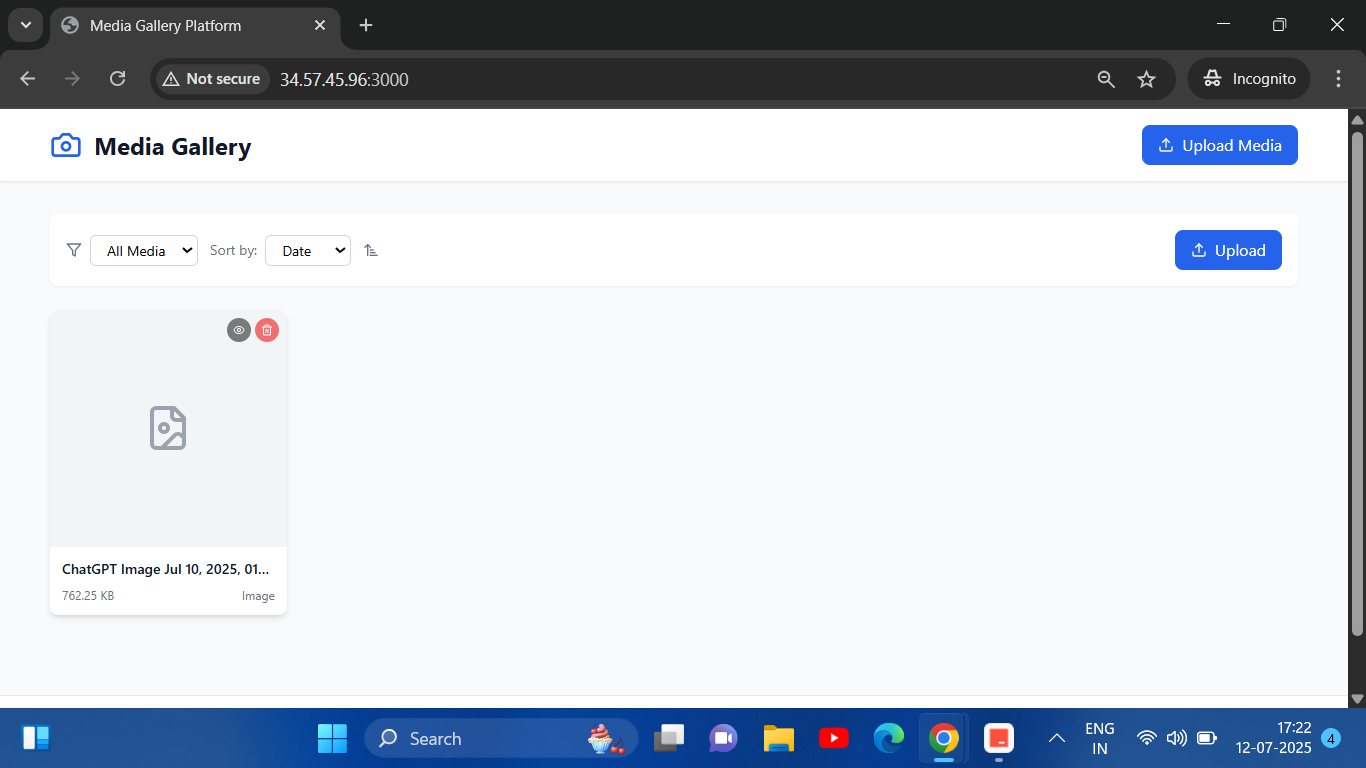 Media Gallery Platform
Not secure 34.57.45.96:3000 Incognito
Media Gallery Upload Media
All Media Sort by: Date Upload
ChatGPT Image Jul 10, 2025, 01...
762.25 KB Image
Search ENG 17:22
IN 12-07-2025 4